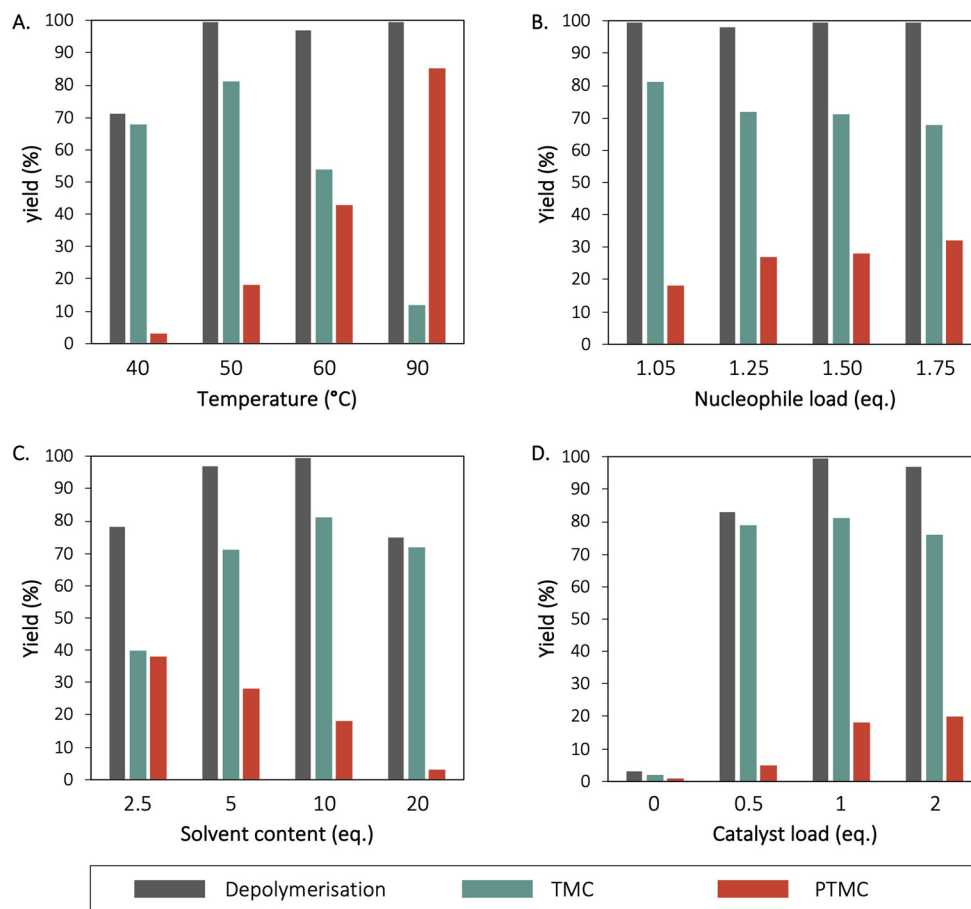 A.
100
90
80
70
60
50
40
30
20
10
0
yield (%)
40 50 60 90
Temperature (°C)
B.
100
90
80
70
60
50
40
30
20
10
0
Yield (%)
1.05 1.25 1.50 1.75
Nucleophile load (eq.)
C.
100
90
80
70
60
50
40
30
20
10
0
Yield (%)
2.5 5 10 20
Solvent content (eq.)
D.
100
90
80
70
60
50
40
30
20
10
0
Yield (%)
0 0.5 1 2
Catalyst load (eq.)
Depolymerisation TMC PTMC